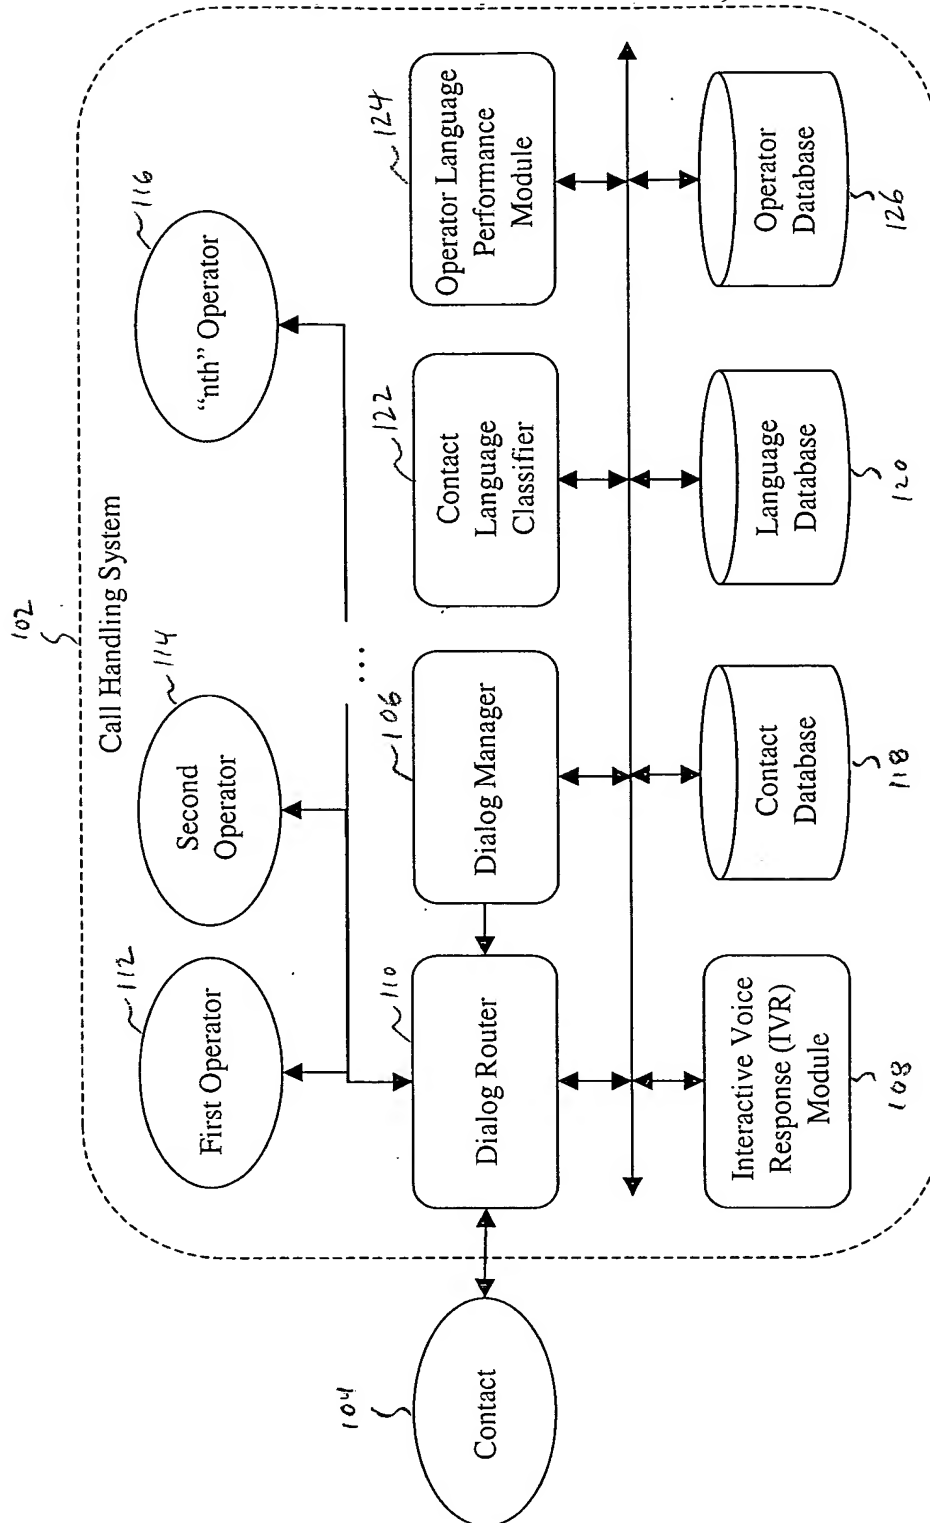 102
Call Handling System
112
First Operator
114
Second
Operator
116
“nth” Operator
...
104
Contact
110
Dialog Router
106
Dialog Manager
122
Contact
Language
Classifier
124
Operator Language
Performance
Module
Interactive Voice
Response (IVR)
Module
108
Contact
Database
118
Language
Database
120
Operator
Database
126